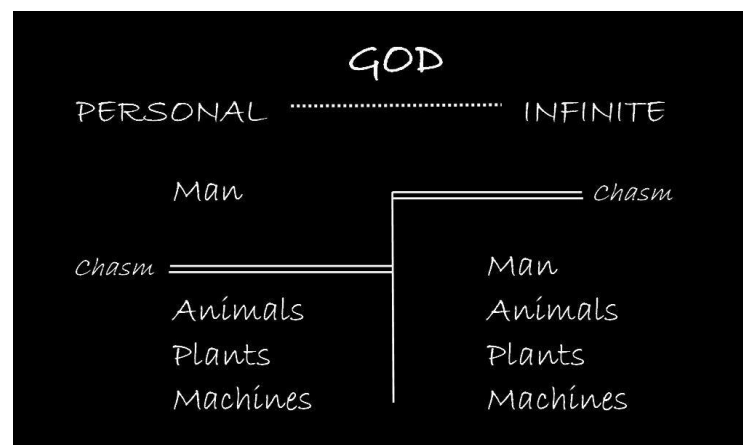 GOD
PERSONAL INFINITE
Man
Chasm
Chasm
Man
Animals
Animals
Plants
Plants
Machines
Machines